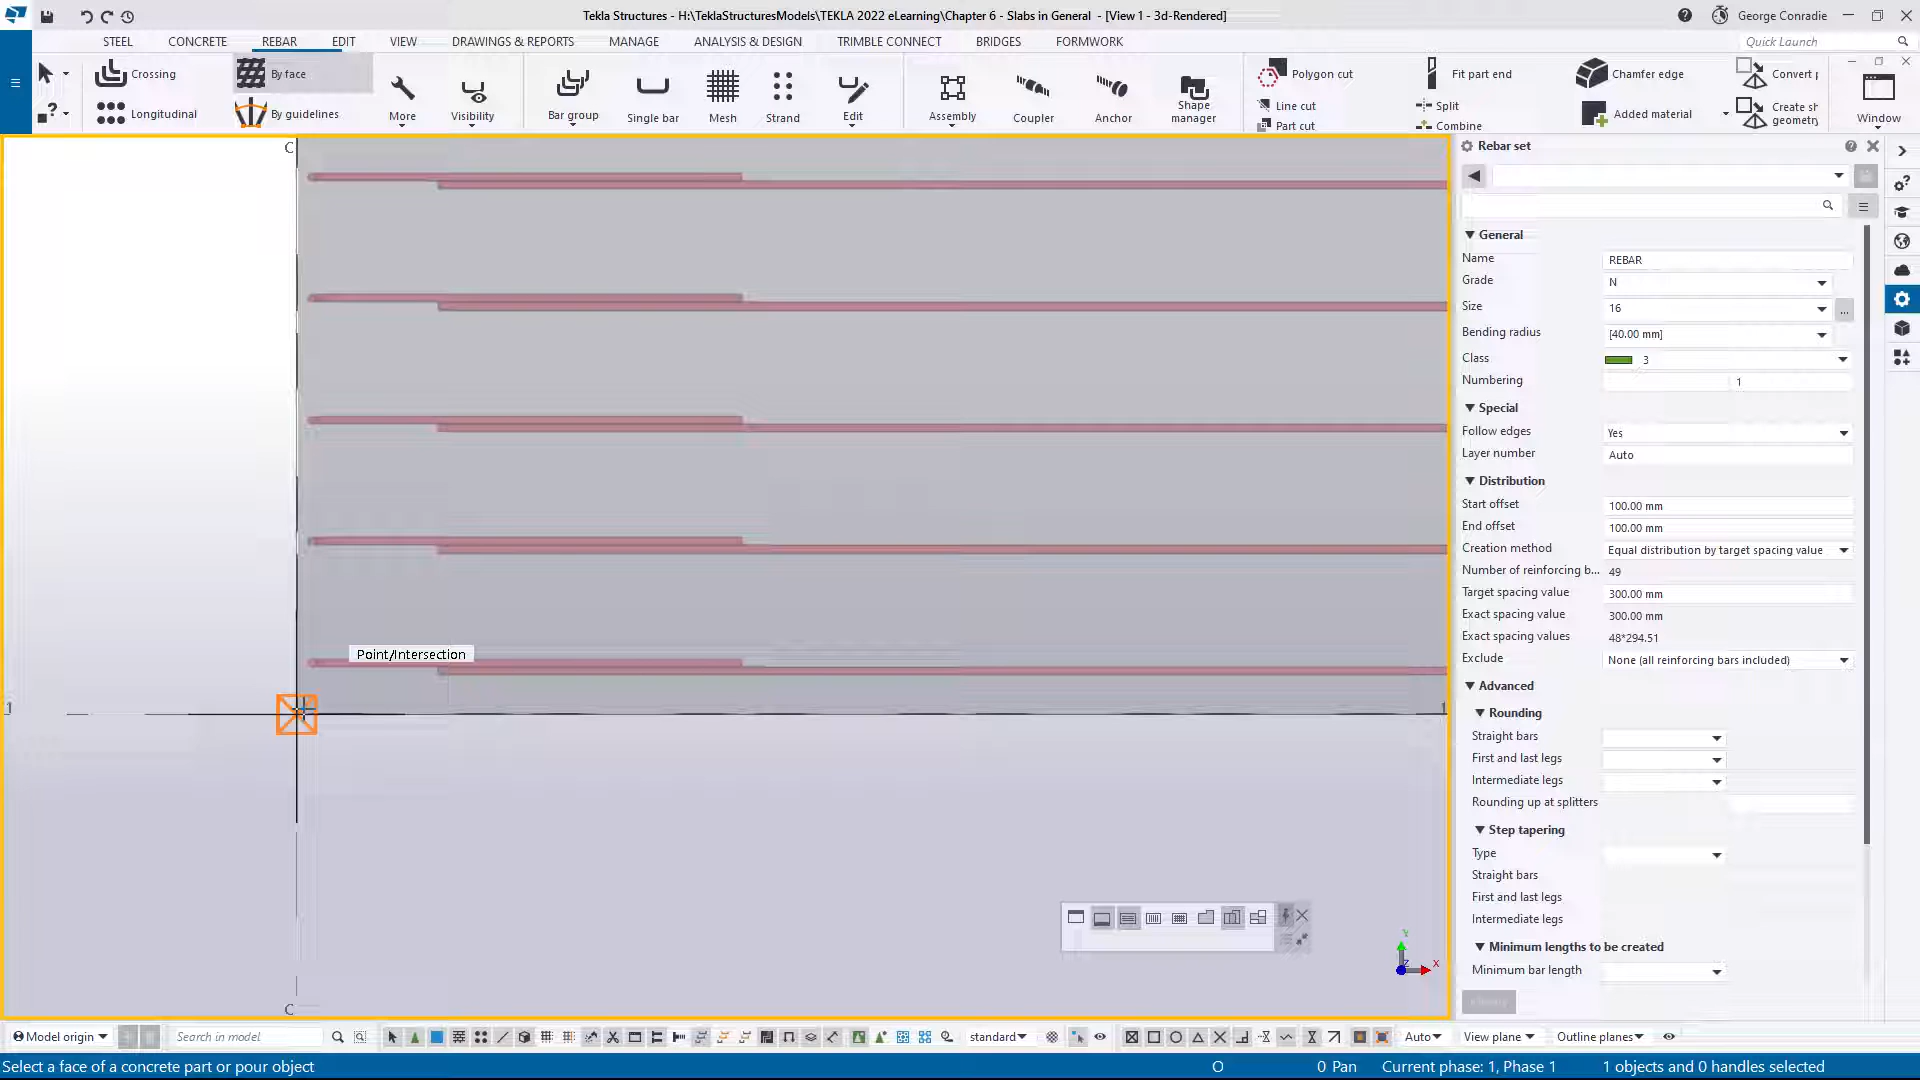 Tekla Structures - H:\TeklaStructuresModels\TEKLA 2022 eLearning\Chapter 6 - Slabs in General - [View 1 - 3d-Rendered]
George Conradie
STEEL CONCRETE REBAR EDIT VIEW DRAWINGS & REPORTS MANAGE ANALYSIS & DESIGN TRIMBLE CONNECT BRIDGES FORMWORK
Quick Launch
Crossing
Longitudinal
By face
By guidelines
More
Visibility
Bar group
Single bar
Mesh
Strand
Edit
Assembly
Coupler
Anchor
Shape
manager
Polygon cut
Line cut
Part cut
Fit part end
Split
Combine
Chamfer edge
Added material
Convert p
Create sh
geometry
Window
C
Point/Intersection
1
1
C
Y
Z
X
Rebar set
General
Name REBAR
Grade N
Size 16 ...
Bending radius [40.00 mm]
Class 3
Numbering 1
Special
Follow edges Yes
Layer number Auto
Distribution
Start offset 100.00 mm
End offset 100.00 mm
Creation method Equal distribution by target spacing value
Number of reinforcing b... 49
Target spacing value 300.00 mm
Exact spacing value 300.00 mm
Exact spacing values 48*294.51
Exclude None (all reinforcing bars included)
Advanced
Rounding
Straight bars
First and last legs
Intermediate legs
Rounding up at splitters
Step tapering
Type
Straight bars
First and last legs
Intermediate legs
Minimum lengths to be created
Minimum bar length
Model origin Search in model standard Auto View plane Outline planes
Select a face of a concrete part or pour object O 0 Pan Current phase: 1, Phase 1 1 objects and 0 handles selected